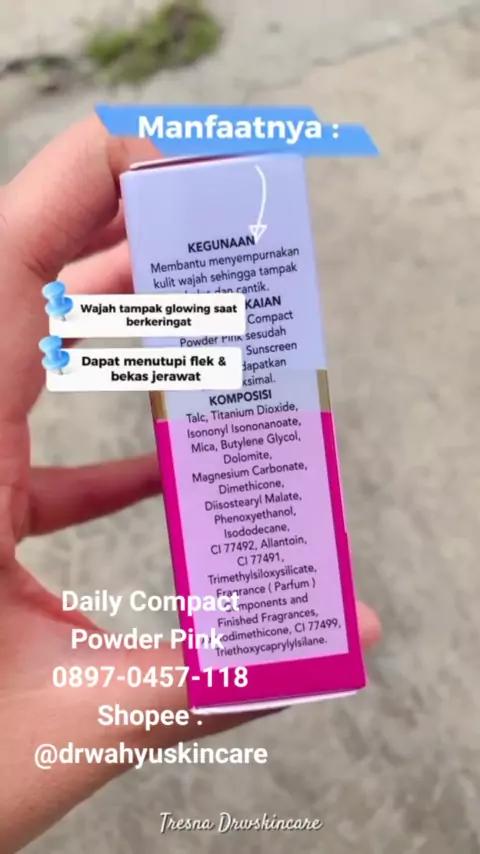 Manfaatnya :
KEGUNAAN
Membantu menyempurnakan
kulit wajah sehingga tampak
dan cantik.
Wajah tampak glowing saat
berkeringat
Compact
Powder Pink sesudah
Sunscreen
Dapat menutupi flek &
bekas jerawat
KOMPOSISI
Talc, Titanium Dioxide,
Isononyl Isononanoate,
Mica, Butylene Glycol,
Dolomite,
Magnesium Carbonate,
Dimethicone,
Diisostearyl Malate,
Phenoxyethanol,
Isododecane,
CI 77492, Allantoin,
CI 77491,
Trimethylsiloxysilicate,
Fragrance ( Parfum )
Components and
Finished Fragrances,
CI 77499,
Triethoxycaprylylsilane.
Daily Compact
Powder Pink
0897-0457-118
Shopee :
@drwahyuskincare
Tresna Drwskincare